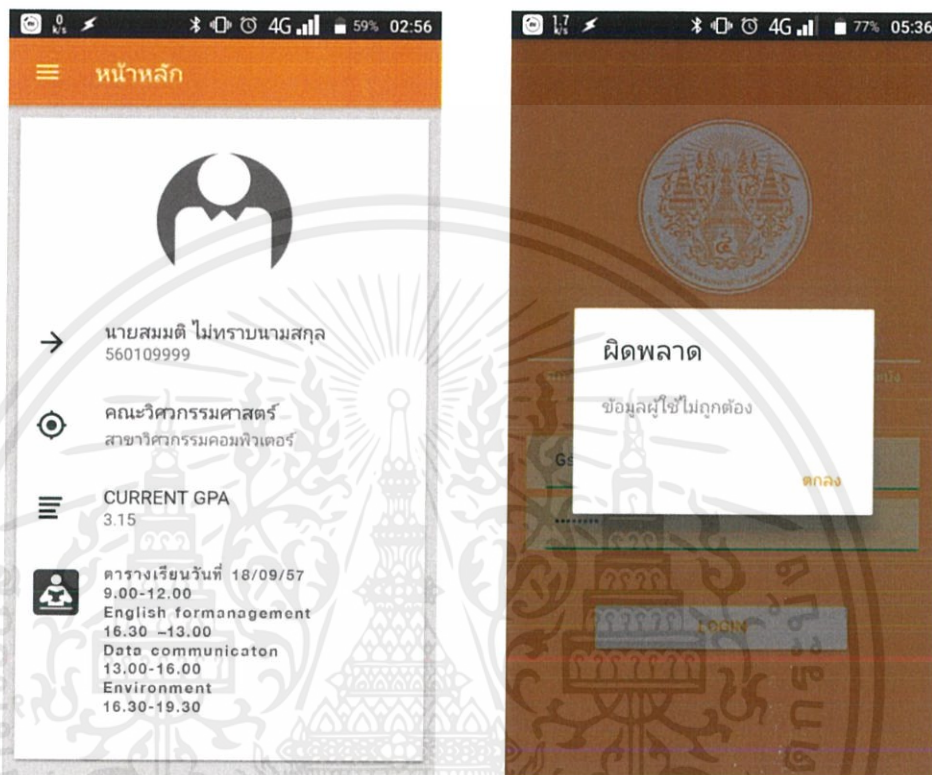 0 K/s 4G 59% 02:56
หน้าหลัก
นายสมมติ ไม่ทราบนามสกุล
560109999
คณะวิศวกรรมศาสตร์
สาขาวิศวกรรมคอมพิวเตอร์
CURRENT GPA
3.15
ตารางเรียนวันที่ 18/09/57
9.00-12.00
English formanagement
16.30 –13.00
Data communicaton
13.00-16.00
Environment
16.30-19.30
1.7 K/s 4G 77% 05:36
ผิดพลาด
ข้อมูลผู้ใช้ไม่ถูกต้อง
ตกลง
Gs
LOGIN